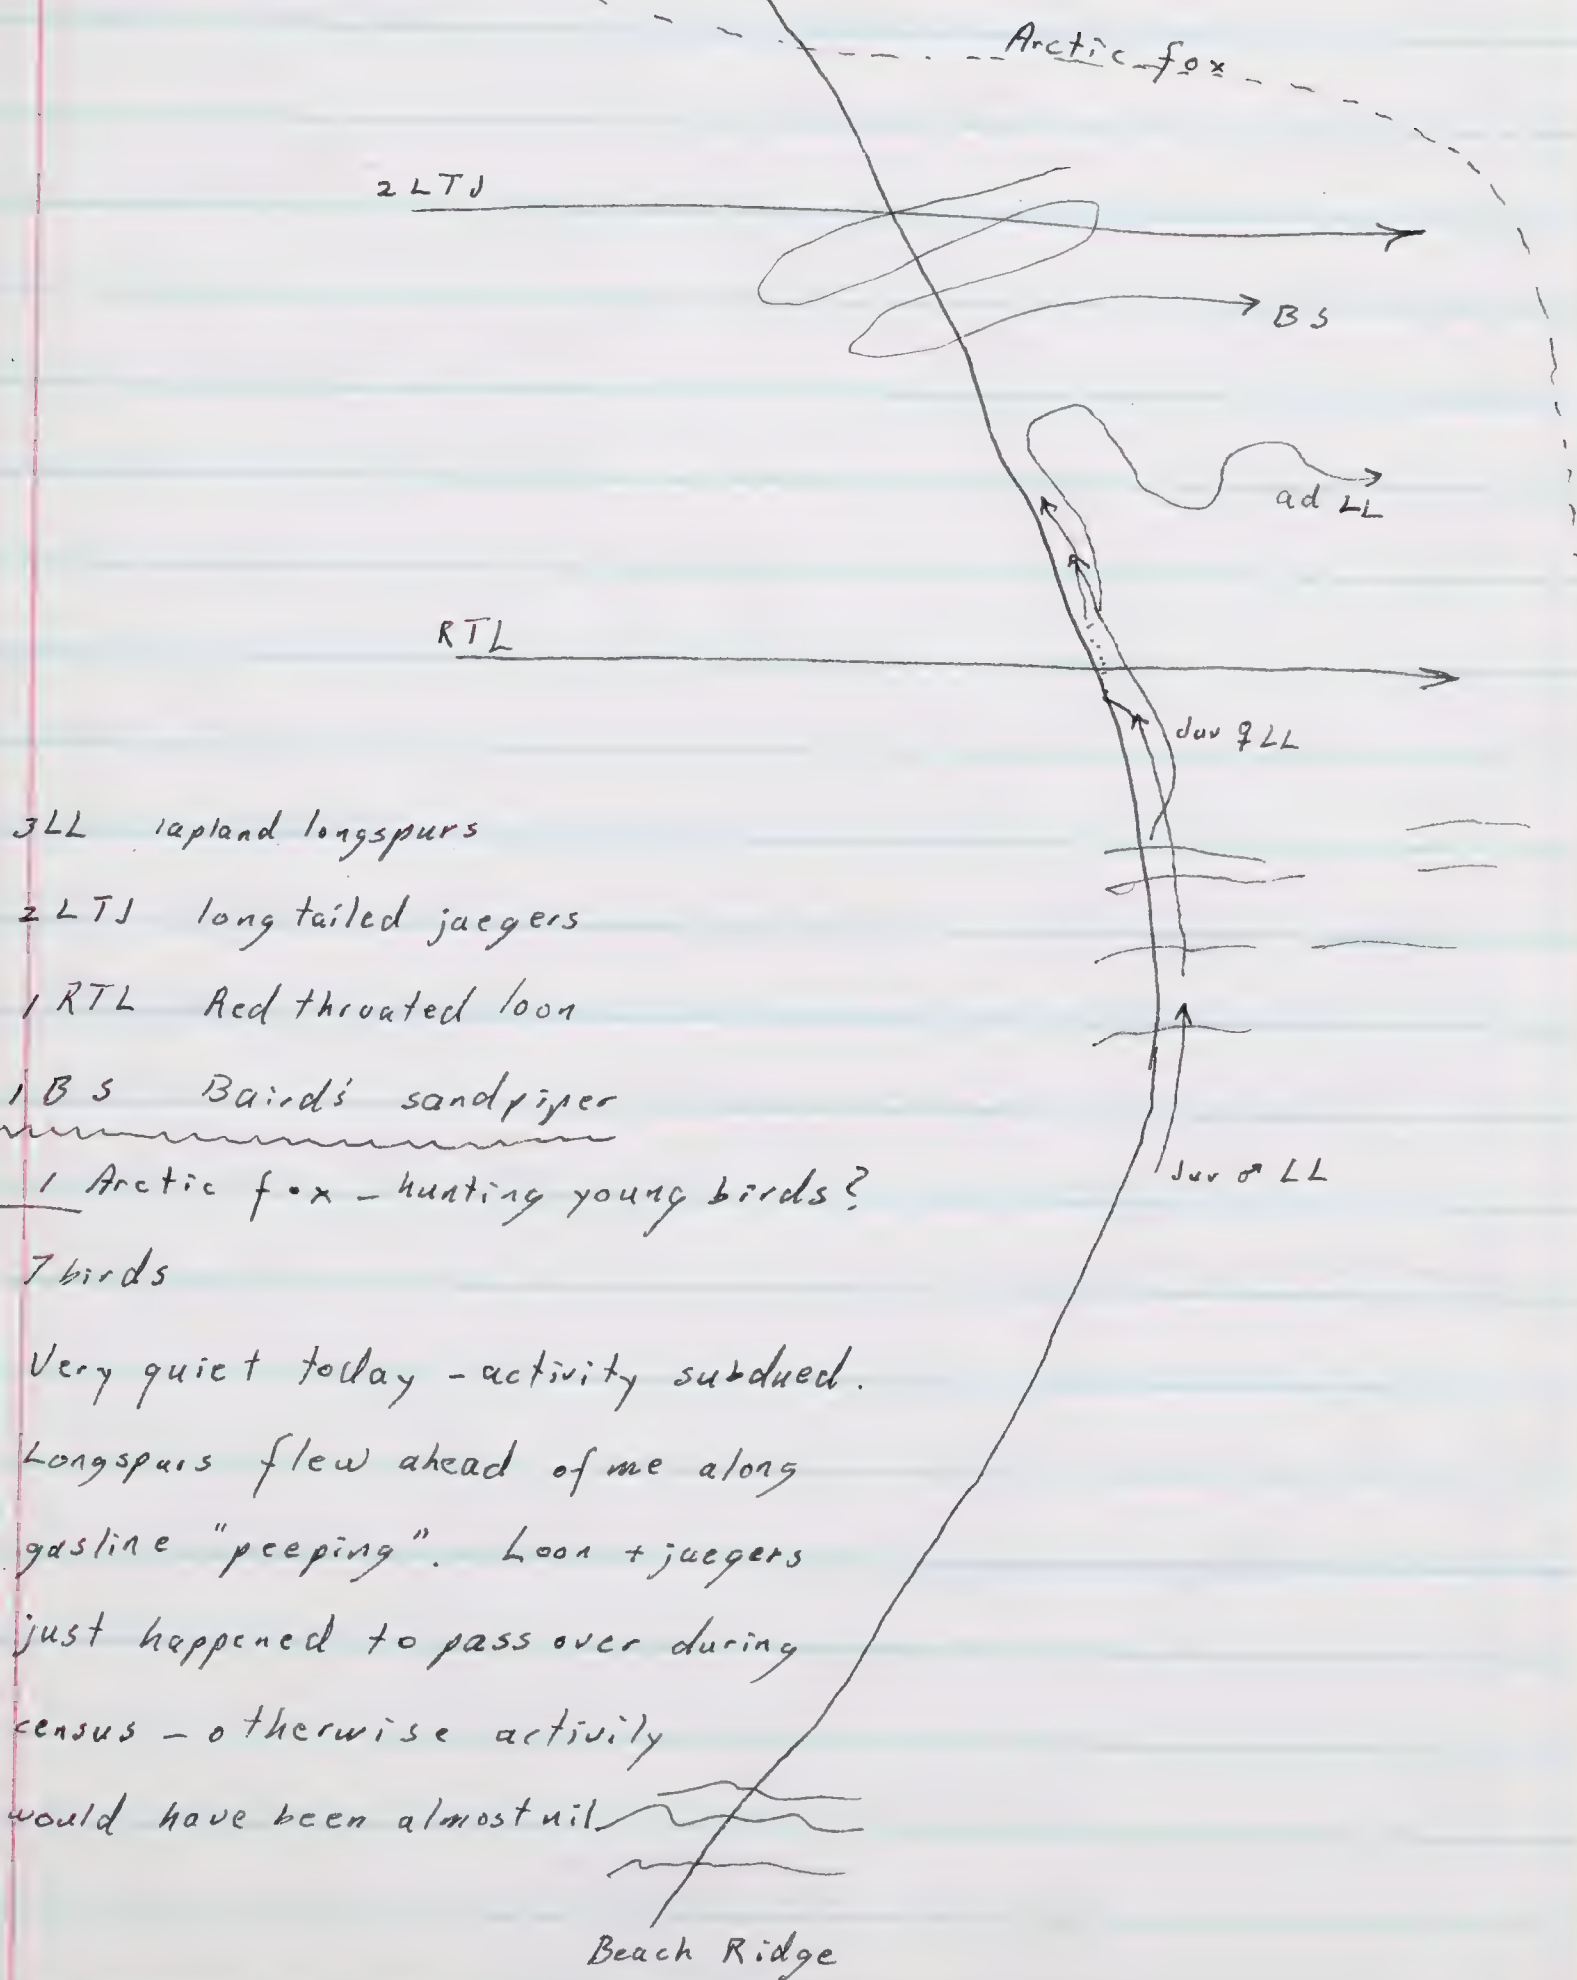 Arctic fox
2 LTJ
BS
ad LL
RTL
Juv ♀ LL
3 LL lapland longspurs
2 LTJ long tailed jaegers
1 RTL Red throated loon
1 BS Baird's sandpiper
1 Arctic fox - hunting young birds?
Juv ♂ LL
7 birds
Very quiet today - activity subdued.
Longspurs flew ahead of me along
gasline "peeping". Loon + jaegers
just happened to pass over during
census - otherwise activity
would have been almost nil
Beach Ridge